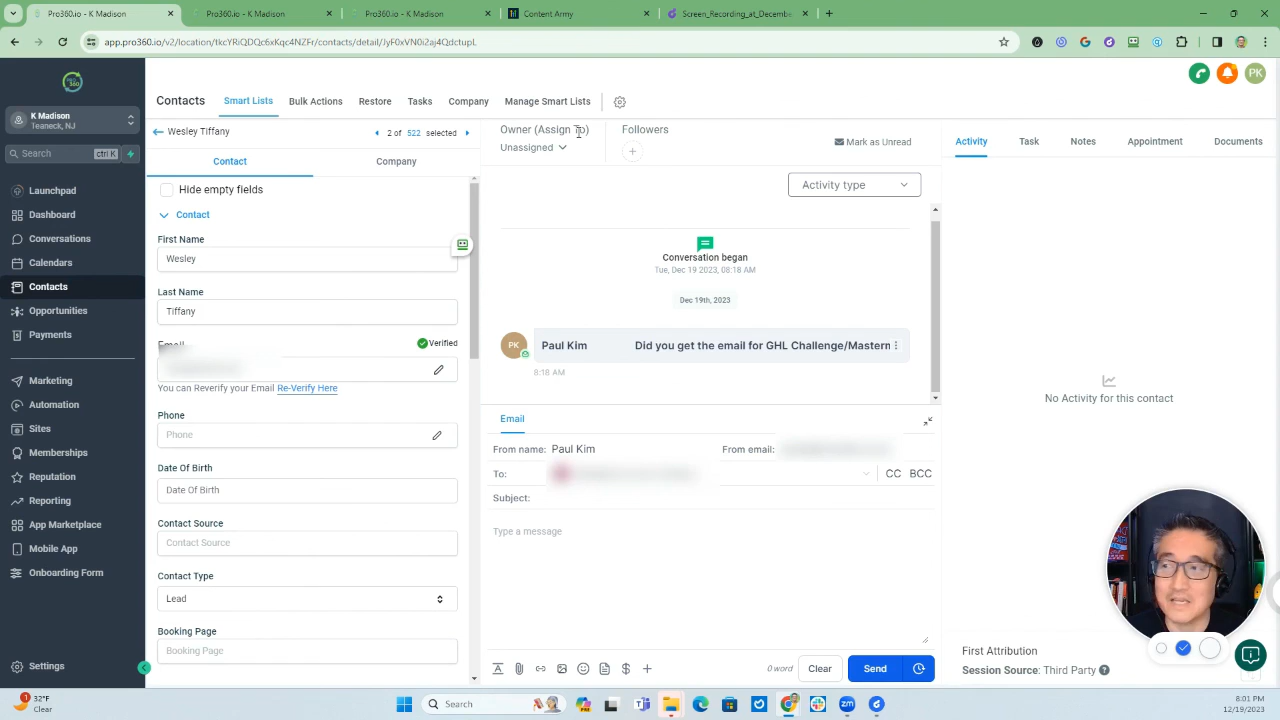 Pro360.io - K Madison
Pro360.io - K Madison
Pro360.io - K Madison
Content Army
Screen_Recording_at_Decembe
app.pro360.io/v2/location/tkcYRiQDQc6xKqc4NZFr/contacts/detail/JyF0xVN0i2aj4QdctupL
K Madison
Teaneck, NJ
Search
ctrl K
Launchpad
Dashboard
Conversations
Calendars
Contacts
Opportunities
Payments
Marketing
Automation
Sites
Memberships
Reputation
Reporting
App Marketplace
Mobile App
Onboarding Form
Settings
Contacts
Smart Lists
Bulk Actions
Restore
Tasks
Company
Manage Smart Lists
PK
Wesley Tiffany
2 of 522 selected
Contact
Company
Hide empty fields
Contact
First Name
Wesley
Last Name
Tiffany
Email
Verified
You can Reverify your Email Re-Verify Here
Phone
Phone
Date Of Birth
Date Of Birth
Contact Source
Contact Source
Contact Type
Lead
Booking Page
Booking Page
Owner (Assign To)
Unassigned
Followers
Mark as Unread
Activity type
Conversation began
Tue, Dec 19 2023, 08:18 AM
Dec 19th, 2023
PK
Paul Kim
Did you get the email for GHL Challenge/Masterm
8:18 AM
Email
From name: Paul Kim
From email:
To:
CC
BCC
Subject:
Type a message
0 word
Clear
Send
Activity
Task
Notes
Appointment
Documents
No Activity for this contact
First Attribution
Session Source: Third Party
32°F
Clear
Search
8:01 PM
12/19/2023